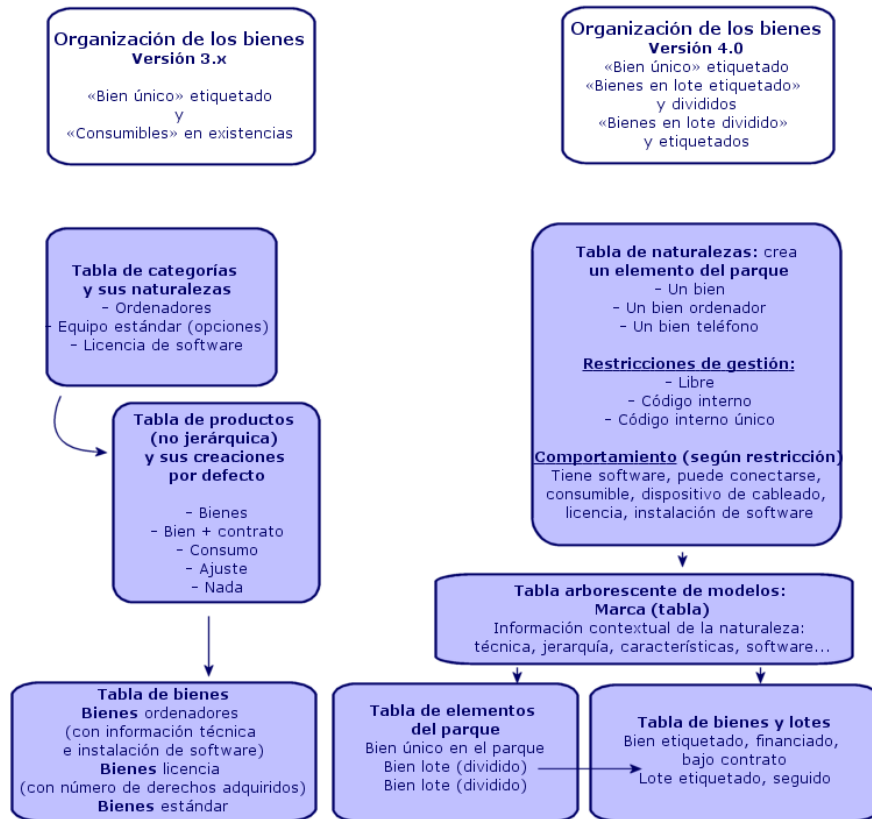 Organización de los bienes
Versión 3.x
«Bien único» etiquetado
y
«Consumibles» en existencias
Organización de los bienes
Versión 4.0
«Bien único» etiquetado
«Bienes en lote etiquetado»
y divididos
«Bienes en lote dividido»
y etiquetados
Tabla de categorías
y sus naturalezas
– Ordenadores
– Equipo estándar (opciones)
– Licencia de software
Tabla de productos
(no jerárquica)
y sus creaciones
por defecto
– Bienes
– Bien + contrato
– Consumo
– Ajuste
– Nada
Tabla de bienes
Bienes ordenadores
(con información técnica
e instalación de software)
Bienes licencia
(con número de derechos adquiridos)
Bienes estándar
Tabla de naturalezas: crea
un elemento del parque
– Un bien
– Un bien ordenador
– Un bien teléfono
Restricciones de gestión:
– Libre
– Código interno
– Código interno único
Comportamiento (según restricción)
Tiene software, puede conectarse,
consumible, dispositivo de cableado,
licencia, instalación de software
Tabla arborescente de modelos:
Marca (tabla)
Información contextual de la naturaleza:
técnica, jerarquía, características, software...
Tabla de elementos
del parque
Bien único en el parque
Bien lote (dividido)
Bien lote (dividido)
Tabla de bienes y lotes
Bien etiquetado, financiado,
bajo contrato
Lote etiquetado, seguido